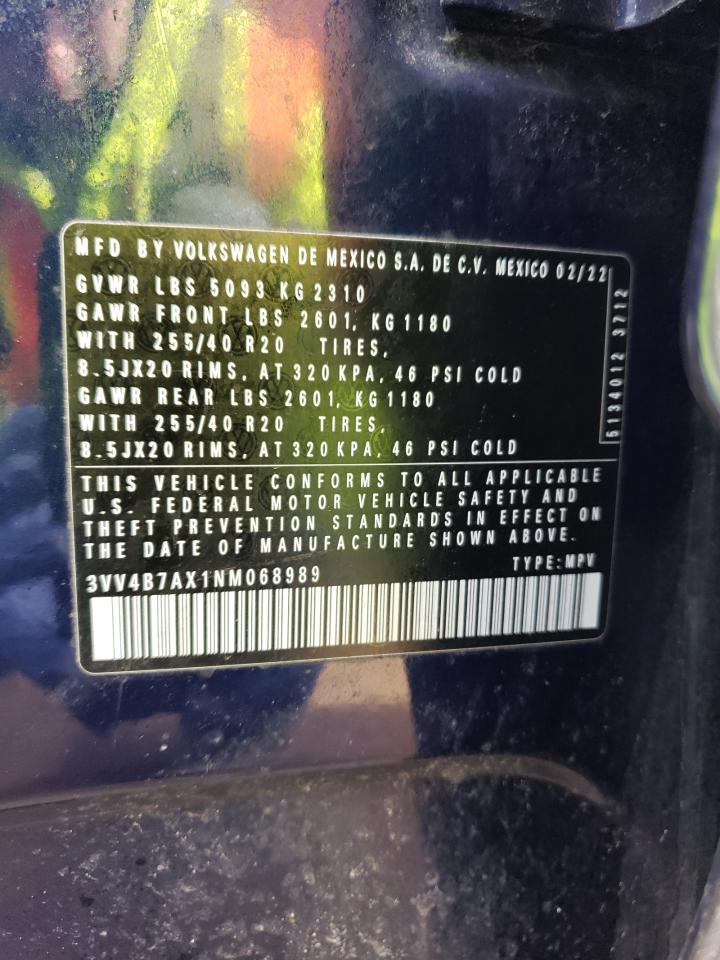 MFD BY VOLKSWAGEN DE MEXICO S.A. DE C.V. MEXICO 02/22
GVWR LBS 5093 KG 2310
GAWR FRONT LBS 2601, KG 1180
WITH 255/40 R20 TIRES,
8.5JX20 RIMS, AT 320 KPA, 46 PSI COLD
GAWR REAR LBS 2601, KG 1180
WITH 255/40 R20 TIRES,
8.5JX20 RIMS, AT 320 KPA, 46 PSI COLD
5134012 3712
THIS VEHICLE CONFORMS TO ALL APPLICABLE
U.S. FEDERAL MOTOR VEHICLE SAFETY AND
THEFT PREVENTION STANDARDS IN EFFECT ON
THE DATE OF MANUFACTURE SHOWN ABOVE.
3VV4B7AX1NM068989 TYPE:MPV